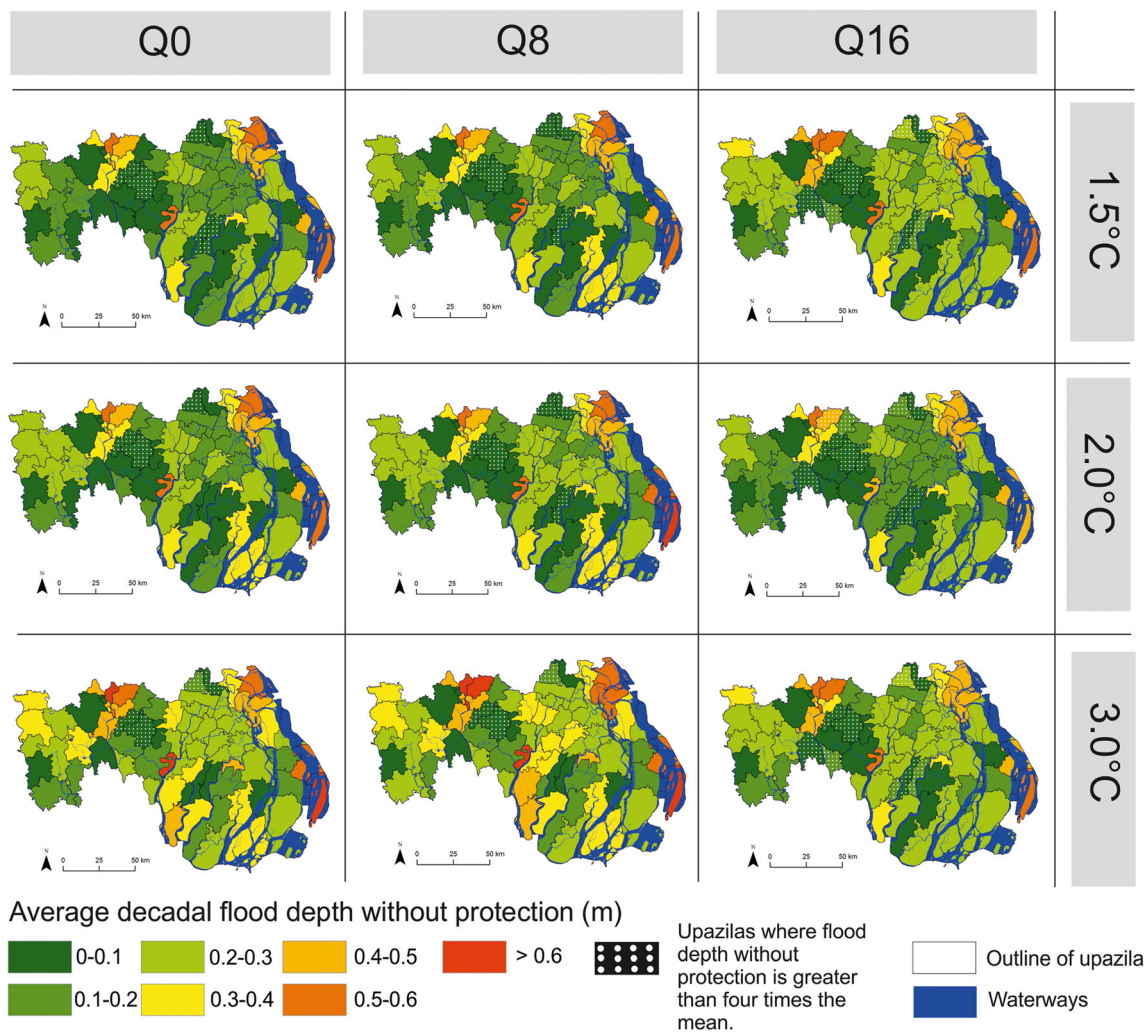 Q0
Q8
Q16
1.5°C
N
0 25 50 km
N
0 25 50 km
N
0 25 50 km
2.0°C
N
0 25 50 km
N
0 25 50 km
N
0 25 50 km
3.0°C
N
0 25 50 km
N
0 25 50 km
N
0 25 50 km
Average decadal flood depth without protection (m)
0-0.1
0.2-0.3
0.4-0.5
> 0.6
0.1-0.2
0.3-0.4
0.5-0.6
Upazilas where flood
depth without
protection is greater
than four times the
mean.
Outline of upazila
Waterways